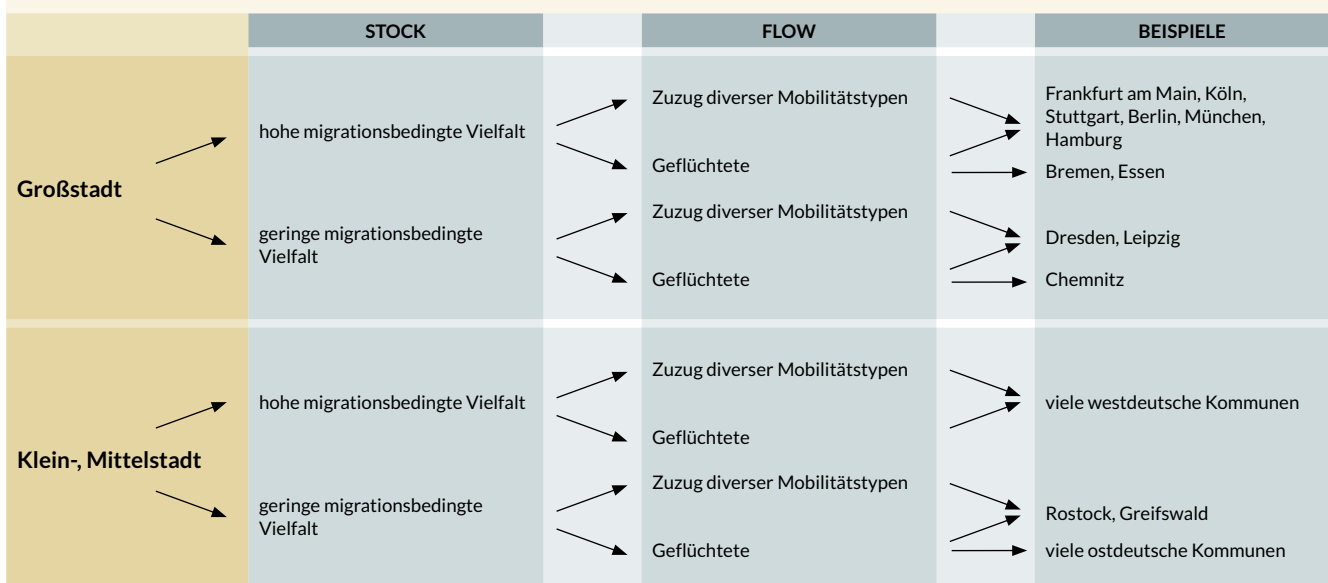 STOCK
FLOW
BEISPIELE
Großstadt
hohe migrationsbedingte Vielfalt
Zuzug diverser Mobilitätstypen
Geflüchtete
Frankfurt am Main, Köln,
Stuttgart, Berlin, München,
Hamburg
Bremen, Essen
geringe migrationsbedingte
Vielfalt
Zuzug diverser Mobilitätstypen
Geflüchtete
Dresden, Leipzig
Chemnitz
Klein-, Mittelstadt
hohe migrationsbedingte Vielfalt
Zuzug diverser Mobilitätstypen
Geflüchtete
viele westdeutsche Kommunen
geringe migrationsbedingte
Vielfalt
Zuzug diverser Mobilitätstypen
Geflüchtete
Rostock, Greifswald
viele ostdeutsche Kommunen